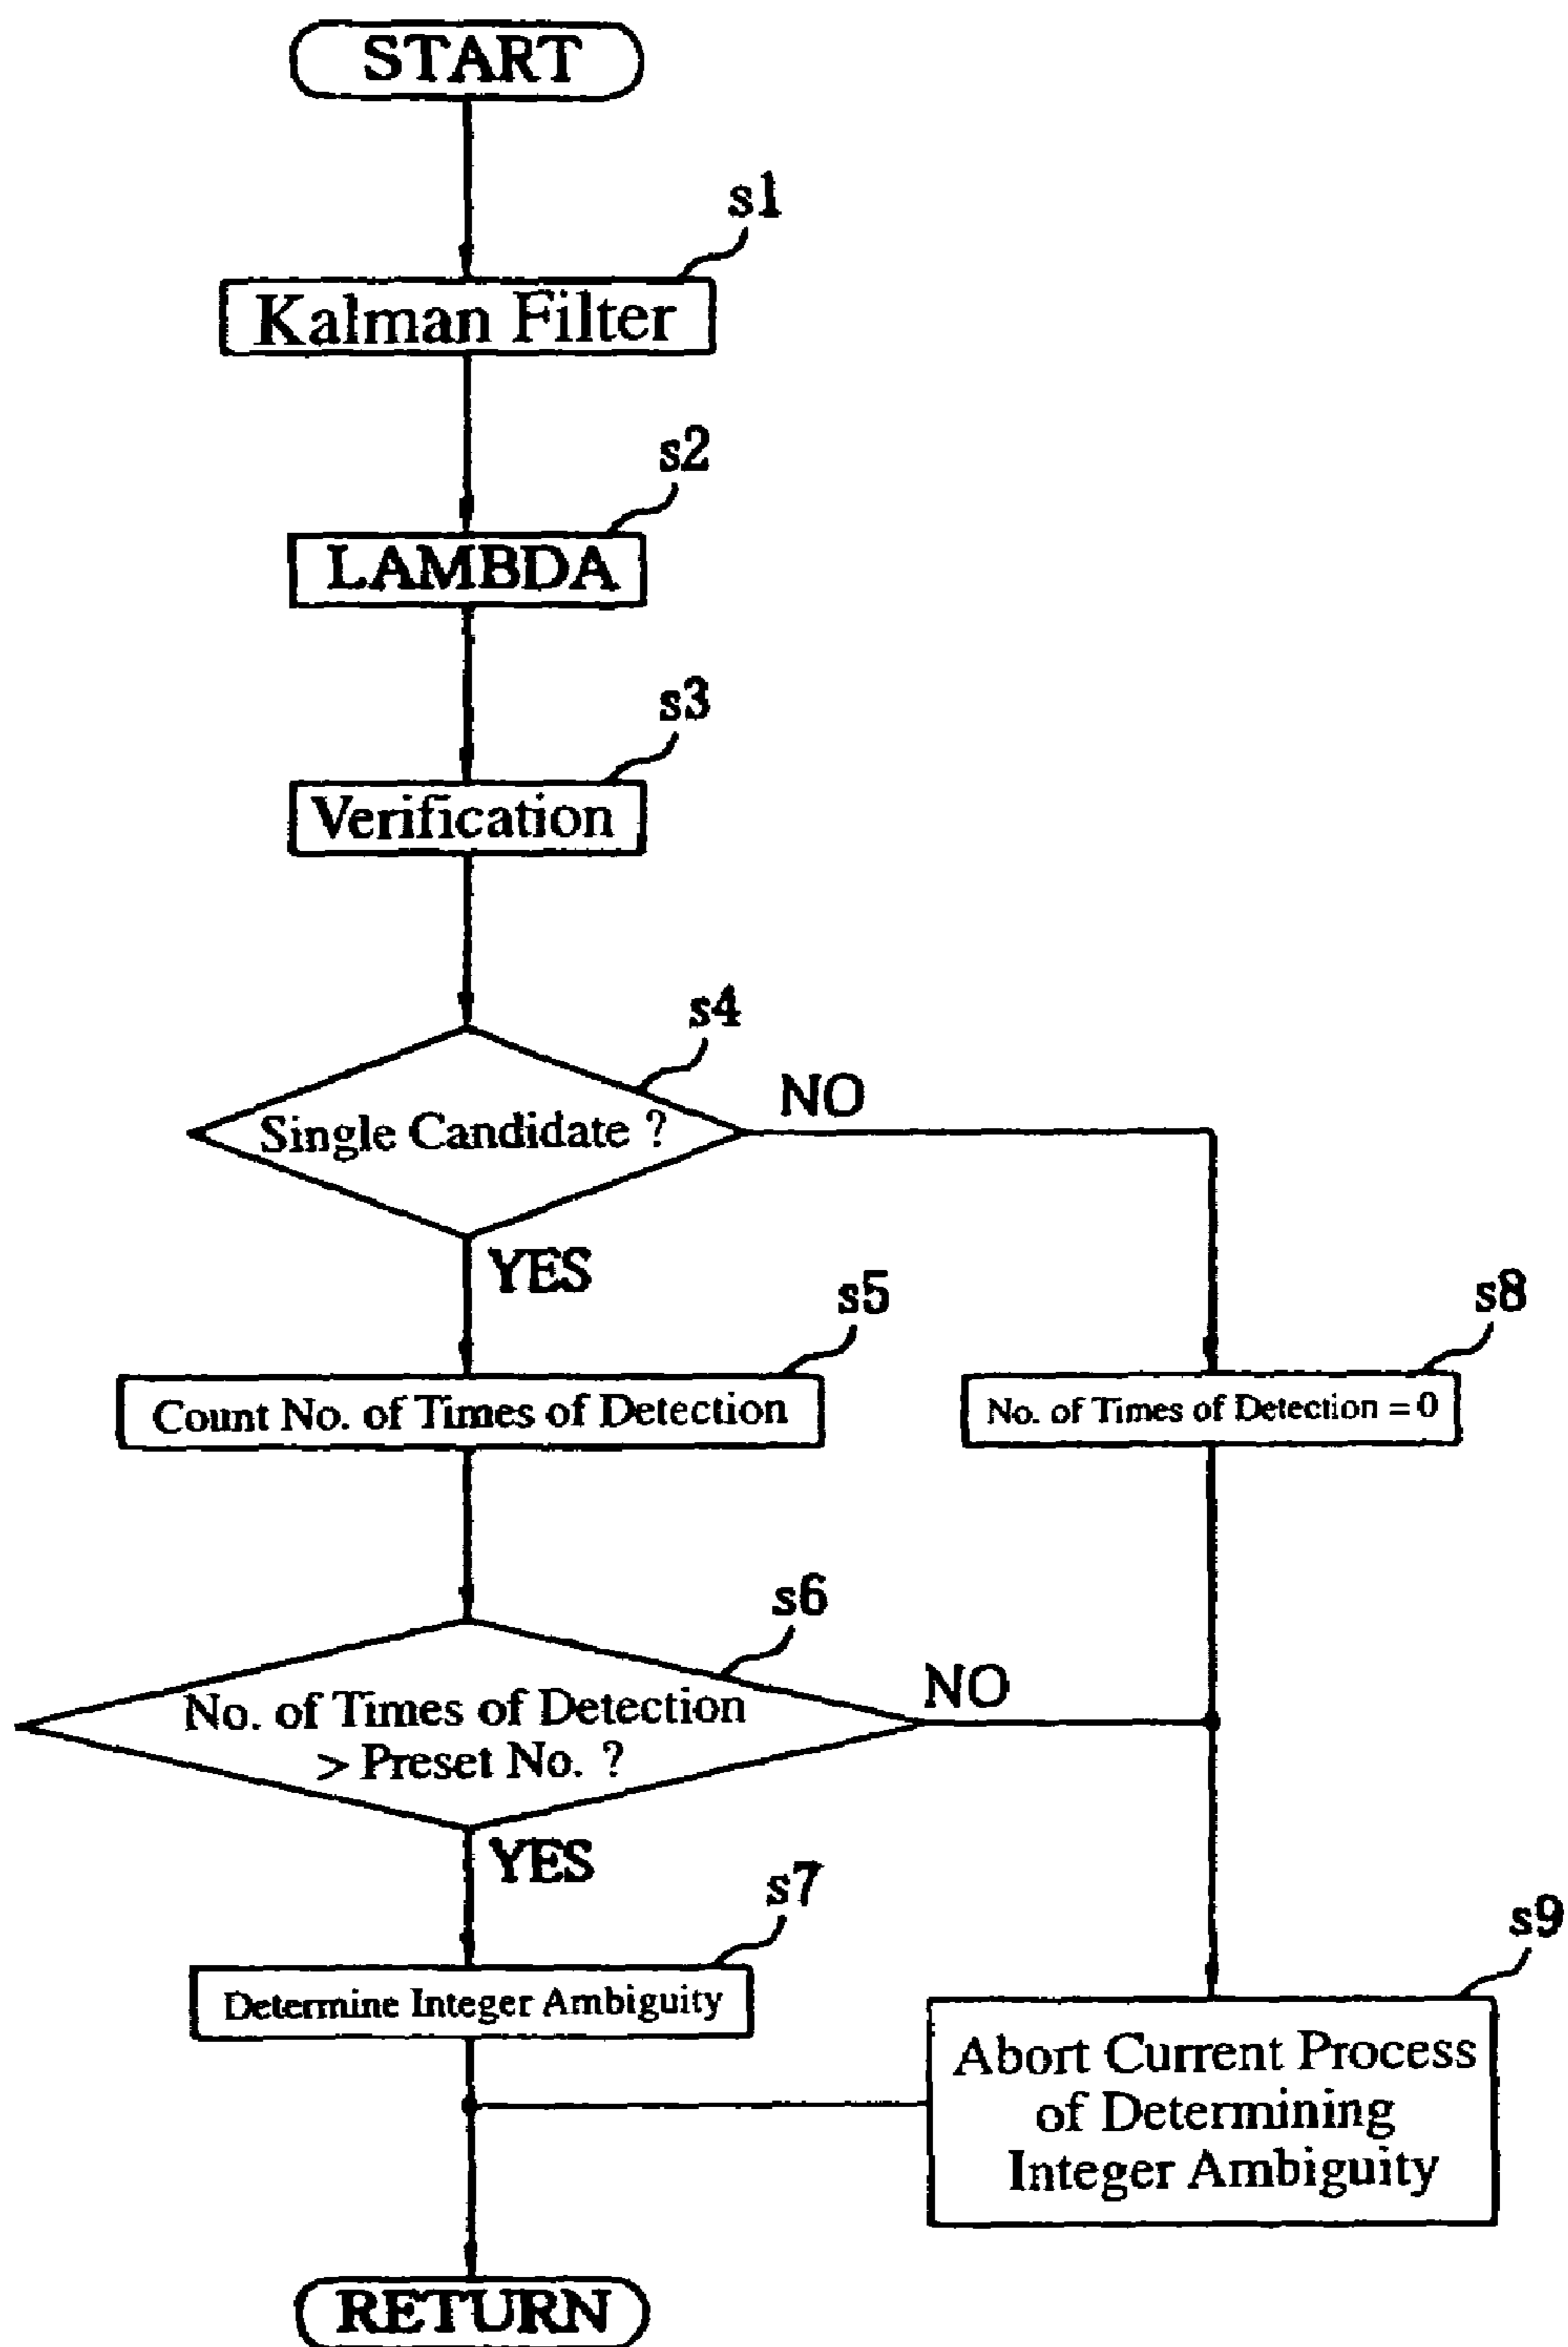 START
s1
Kalman Filter
s2
LAMBDA
s3
Verification
s4
Single Candidate ?
NO
YES
s5
Count No. of Times of Detection
s8
No. of Times of Detection = 0
s6
No. of Times of Detection
> Preset No. ?
NO
YES
s7
Determine Integer Ambiguity
s9
Abort Current Process
of Determining
Integer Ambiguity
RETURN